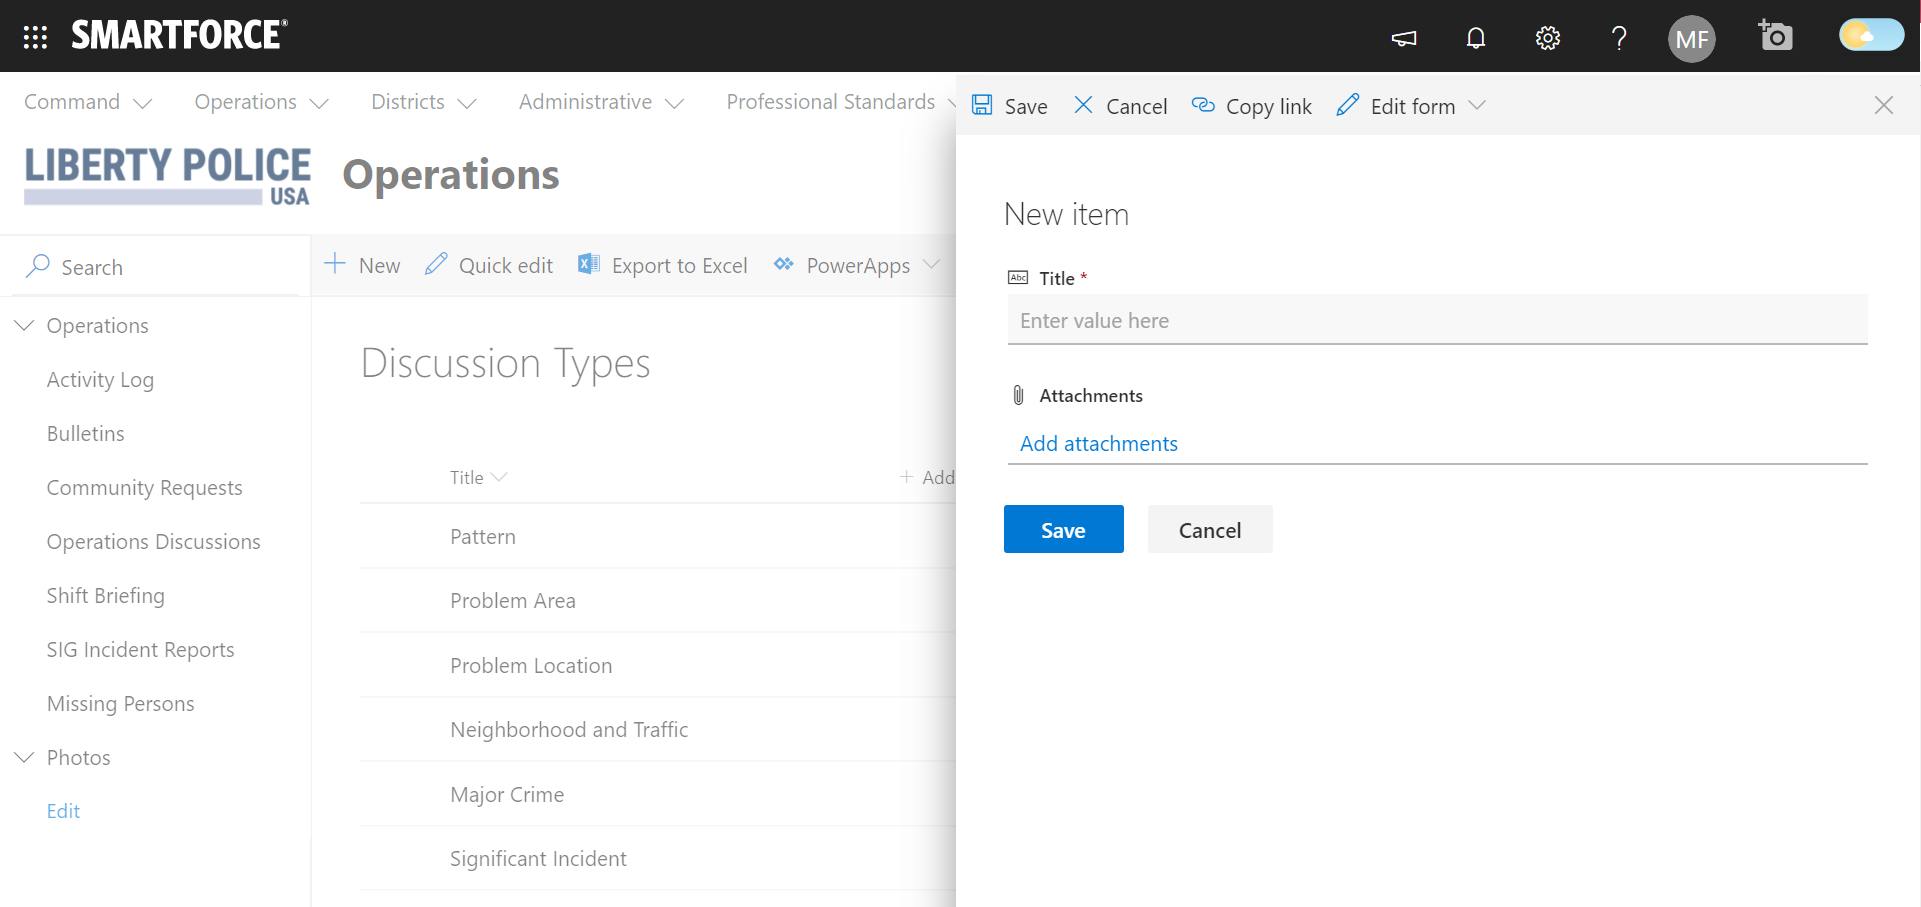 SMARTFORCE®
MF
Command
Operations
Districts
Administrative
Professional Standards
Save
Cancel
Copy link
Edit form
LIBERTY POLICE
USA
Operations
Search
New
Quick edit
Export to Excel
PowerApps
Operations
Activity Log
Bulletins
Community Requests
Operations Discussions
Shift Briefing
SIG Incident Reports
Missing Persons
Photos
Edit
Discussion Types
Title
Add
Pattern
Problem Area
Problem Location
Neighborhood and Traffic
Major Crime
Significant Incident
New item
Abc
Title *
Enter value here
Attachments
Add attachments
Save
Cancel